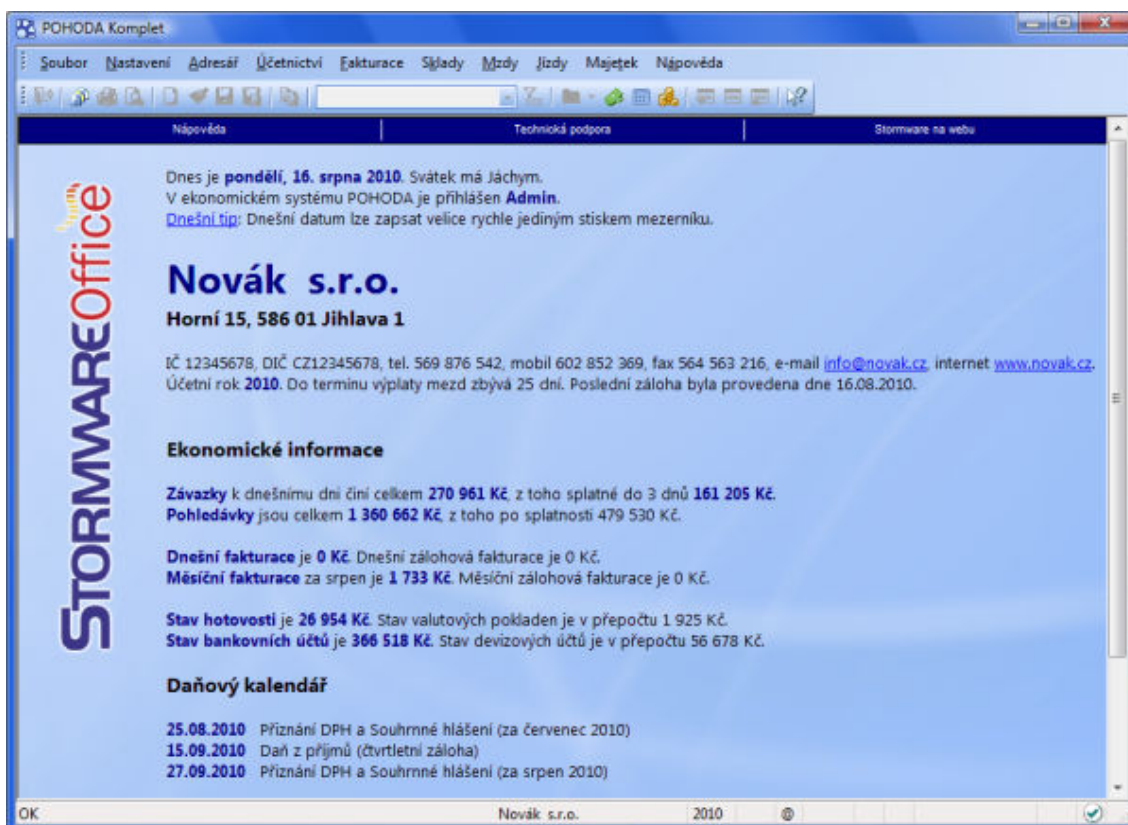 POHODA Komplet
Soubor Nastavení Adresář Účetnictví Fakturace Sklady Mzdy Jízdy Majetek Nápověda
Nápověda Technická podpora Stormware na webu
STORMWARE Office
Dnes je pondělí, 16. srpna 2010. Svátek má Jáchym.
V ekonomickém systému POHODA je přihlášen Admin.
Dnešní tip: Dnešní datum lze zapsat velice rychle jediným stiskem mezerníku.
Novák s.r.o.
Horní 15, 586 01 Jihlava 1
IČ 12345678, DIČ CZ12345678, tel. 569 876 542, mobil 602 852 369, fax 564 563 216, e-mail info@novak.cz, internet www.novak.cz.
Účetní rok 2010. Do termínu výplaty mezd zbývá 25 dní. Poslední záloha byla provedena dne 16.08.2010.
Ekonomické informace
Závazky k dnešnímu dni činí celkem 270 961 Kč, z toho splatné do 3 dnů 161 205 Kč.
Pohledávky jsou celkem 1 360 662 Kč, z toho po splatnosti 479 530 Kč.
Dnešní fakturace je 0 Kč. Dnešní zálohová fakturace je 0 Kč.
Měsíční fakturace za srpen je 1 733 Kč. Měsíční zálohová fakturace je 0 Kč.
Stav hotovosti je 26 954 Kč. Stav valutových pokladen je v přepočtu 1 925 Kč.
Stav bankovních účtů je 366 518 Kč. Stav devizových účtů je v přepočtu 56 678 Kč.
Daňový kalendář
25.08.2010 Přiznání DPH a Souhrnné hlášení (za červenec 2010)
15.09.2010 Daň z příjmů (čtvrtletní záloha)
27.09.2010 Přiznání DPH a Souhrnné hlášení (za srpen 2010)
OK Novák s.r.o. 2010 @